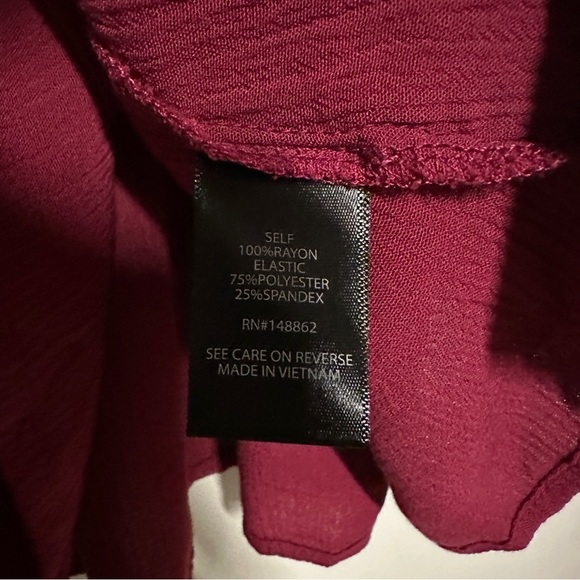 SELF
100%RAYON
ELASTIC
75%POLYESTER
25%SPANDEX
RN#148862
SEE CARE ON REVERSE
MADE IN VIETNAM